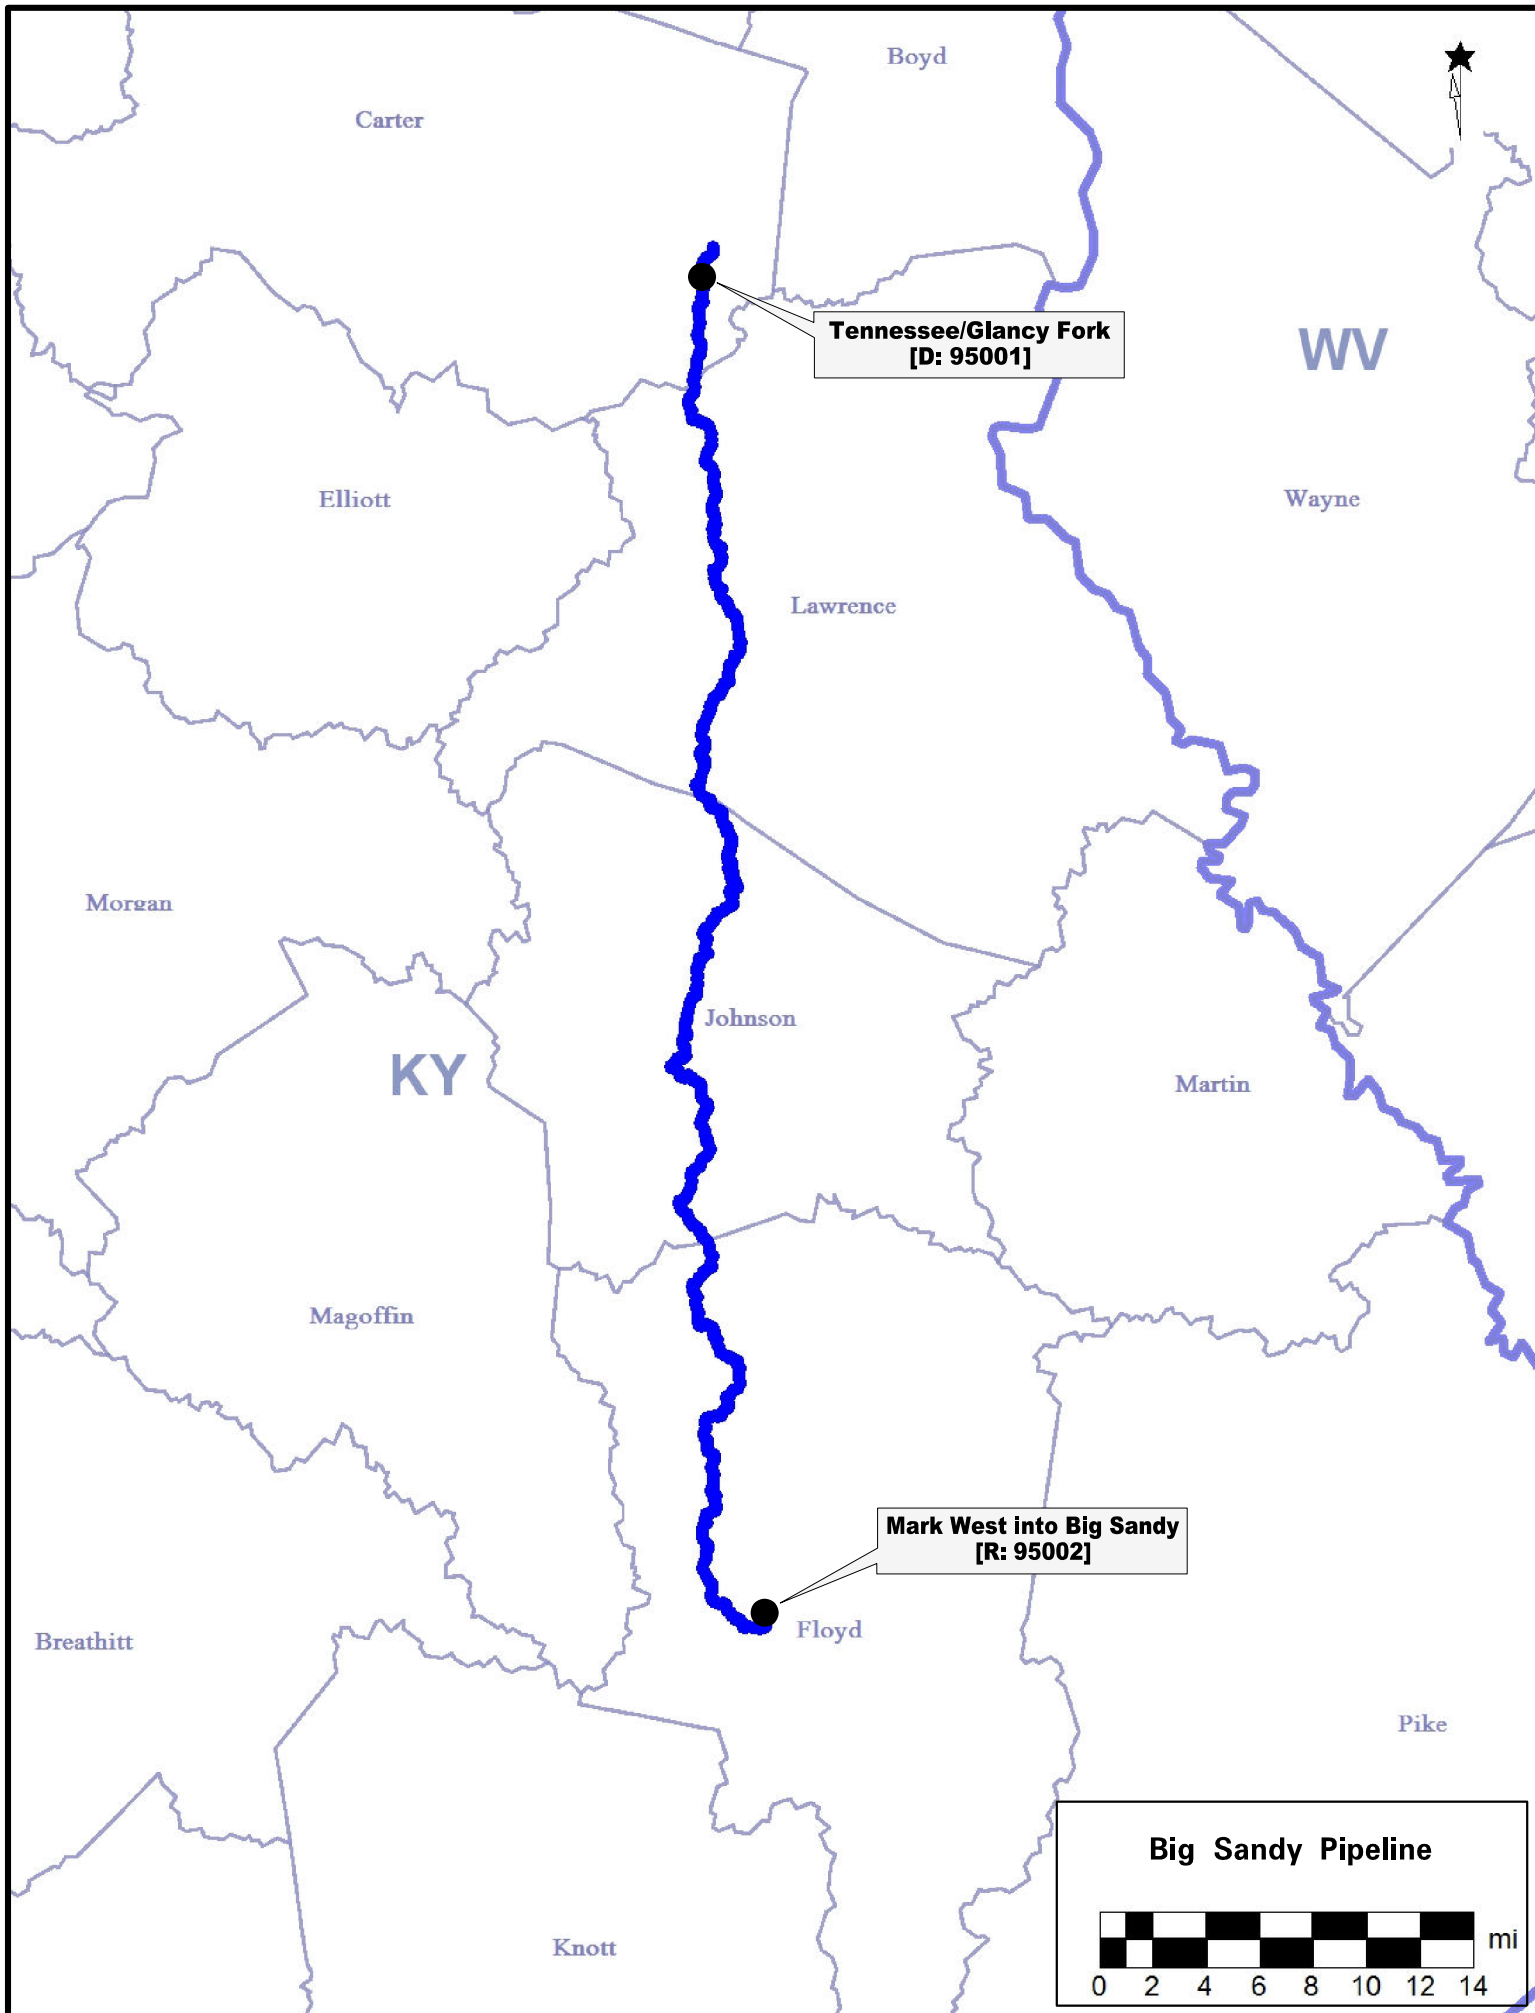 Boyd
Carter
Tennessee/Glancy Fork
[D: 95001]
WV
Elliott
Wayne
Lawrence
Morgan
Johnson
KY
Martin
Magoffin
Mark West into Big Sandy
[R: 95002]
Floyd
Breathitt
Pike
Big Sandy Pipeline
mi
0 2 4 6 8 10 12 14
Knott